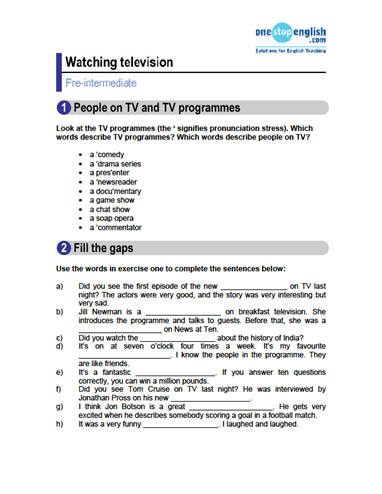 onestopenglish
.com
Solutions for English Teaching
Watching television
Pre-intermediate
1 People on TV and TV programmes
Look at the TV programmes (the ‘ signifies pronunciation stress). Which
words describe TV programmes? Which words describe people on TV?
• a ‘comedy
• a ‘drama series
• a pres’enter
• a ‘newsreader
• a docu’mentary
• a game show
• a chat show
• a soap opera
• a ‘commentator
2 Fill the gaps
Use the words in exercise one to complete the sentences below:
a) Did you see the first episode of the new ________________ on TV last
night? The actors were very good, and the story was very interesting but
very sad.
b) Jill Newman is a __________________ on breakfast television. She
introduces the programme and talks to guests. Before that, she was a
____________________ on News at Ten.
c) Did you watch the __________________ about the history of India?
d) It’s on at seven o’clock four times a week. It’s my favourite
______________________. I know the people in the programme. They
are like friends.
e) It’s a fantastic ___________________. If you answer ten questions
correctly, you can win a million pounds.
f) Did you see Tom Cruise on TV last night? He was interviewed by
Jonathan Pross on his new ___________________.
g) I think Jon Botson is a great ____________________. He gets very
excited when he describes somebody scoring a goal in a football match.
h) It was a very funny __________________. I laughed and laughed.